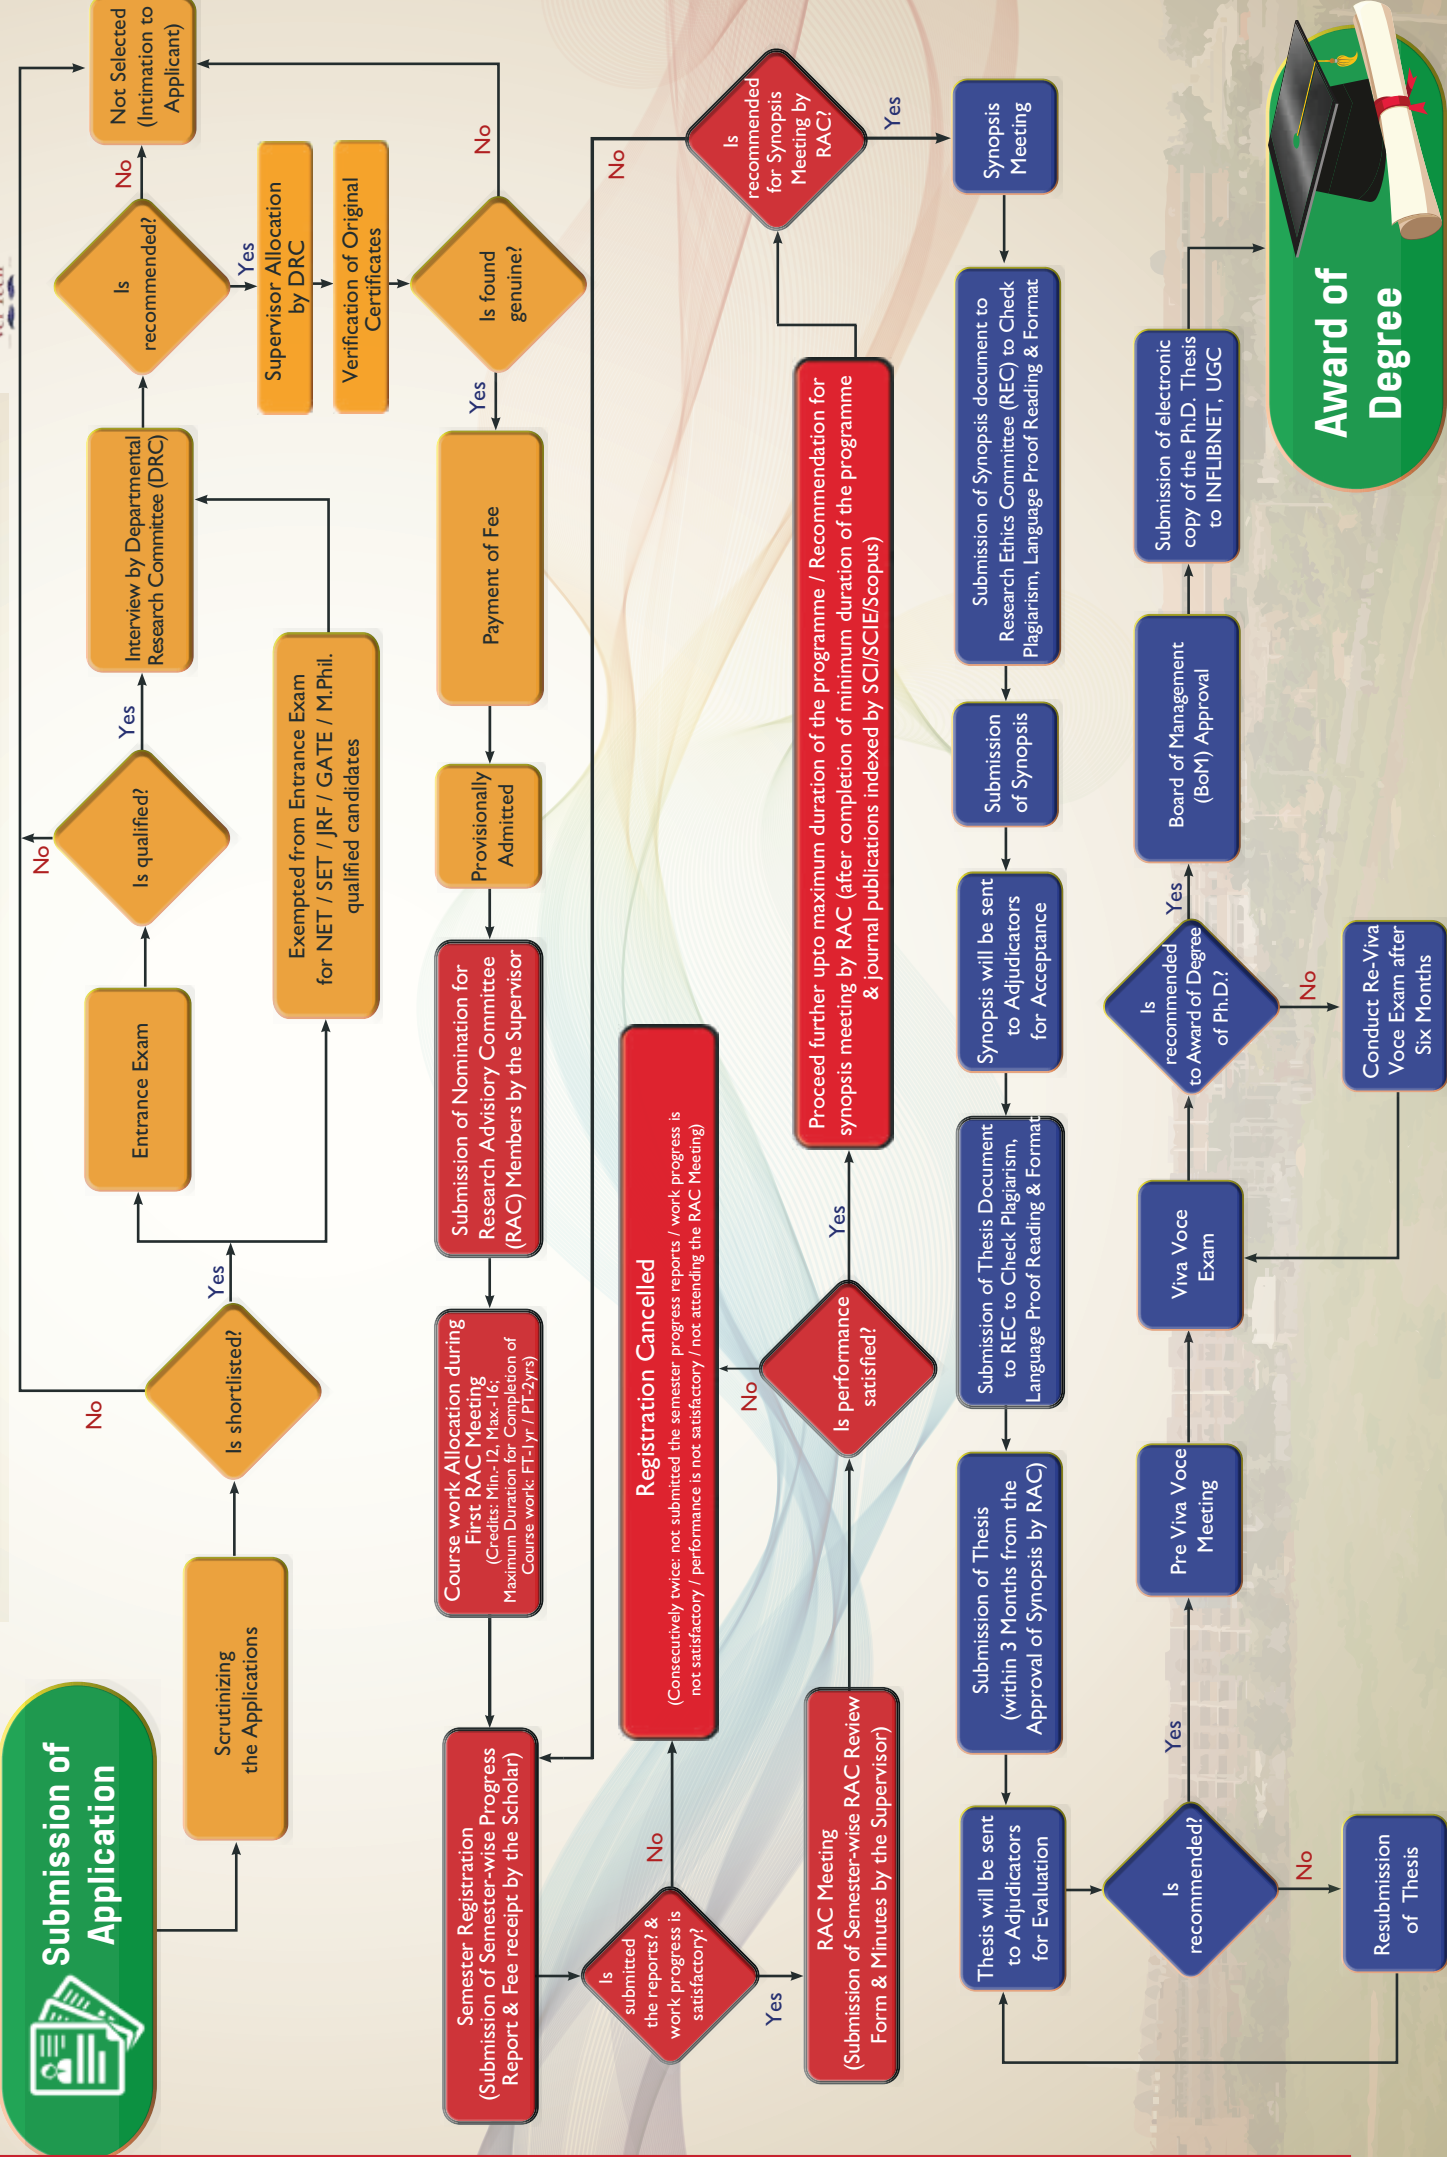 Submission of
Application
Scrutinizing
the Applications
Is shortlisted?
No
Yes
Entrance Exam
Exempted from Entrance Exam
for NET / SET / JRF / GATE / M.Phil.
qualified candidates
Is qualified?
No
Yes
Interview by Departmental
Research Committee (DRC)
Is
recommended?
No
Not Selected
(Intimation to
Applicant)
Yes
Supervisor Allocation
by DRC
Verification of Original
Certificates
Is found
genuine?
No
Yes
Payment of Fee
Provisionally
Admitted
Submission of Nomination for
Research Advisory Committee
(RAC) Members by the Supervisor
Course work Allocation during
First RAC Meeting
(Credits: Min.-12, Max.-16;
Maximum Duration for Completion of
Course work: FT-1yr / PT-2yrs)
Semester Registration
(Submission of Semester-wise Progress
Report & Fee receipt by the Scholar)
Is
submitted
the reports? &
work progress is
satisfactory?
No
Registration Cancelled
(Consecutively twice: not submitted the semester progress reports / work progress is
not satisfactory / performance is not satisfactory / not attending the RAC Meeting)
Yes
RAC Meeting
(Submission of Semester-wise RAC Review
Form & Minutes by the Supervisor)
Is performance
satisfied?
No
Yes
Proceed further upto maximum duration of the programme / Recommendation for
synopsis meeting by RAC (after completion of minimum duration of the programme
& journal publications indexed by SCI/SCIE/Scopus)
Is
recommended
for Synopsis
Meeting by
RAC?
No
Yes
Synopsis
Meeting
Submission of Synopsis document to
Research Ethics Committee (REC) to Check
Plagiarism, Language Proof Reading & Format
Submission
of Synopsis
Synopsis will be sent
to Adjudicators
for Acceptance
Submission of Thesis Document
to REC to Check Plagiarism,
Language Proof Reading & Format
Submission of Thesis
(within 3 Months from the
Approval of Synopsis by RAC)
Thesis will be sent
to Adjudicators
for Evaluation
Is
recommended?
No
Resubmission
of Thesis
Yes
Pre Viva Voce
Meeting
Viva Voce
Exam
Is
recommended
to Award of Degree
of Ph.D.?
No
Conduct Re-Viva
Voce Exam after
Six Months
Yes
Board of Management
(BoM) Approval
Submission of electronic
copy of the Ph.D. Thesis
to INFLIBNET, UGC
Award of
Degree